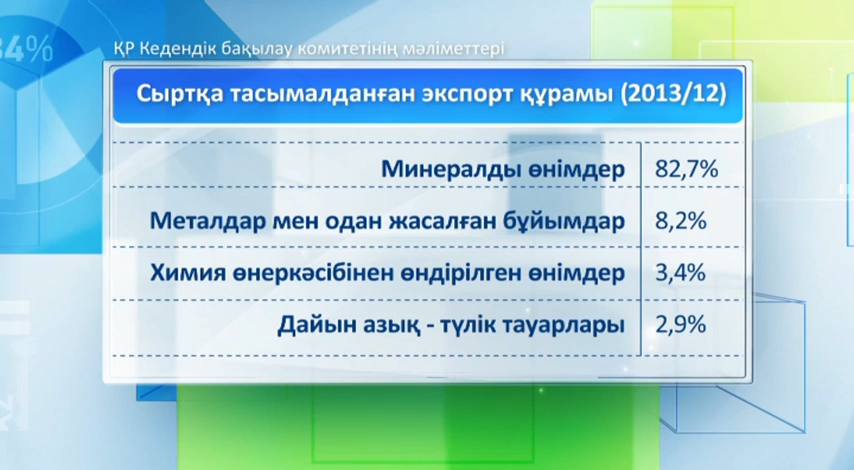 84%
ҚР Кедендік бақылау комитетінің мәліметтері
Сыртқа тасымалданған экспорт құрамы (2013/12)
Минералды өнімдер 82,7%
Металдар мен одан жасалған бұйымдар 8,2%
Химия өнеркәсібінен өндірілген өнімдер 3,4%
Дайын азық - түлік тауарлары 2,9%